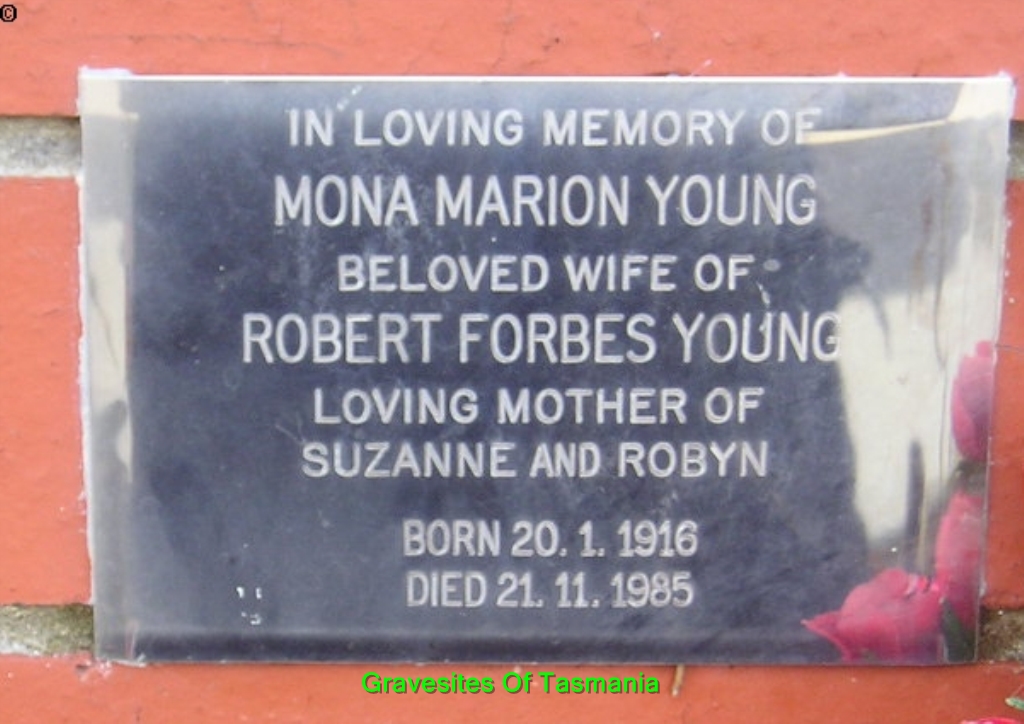 ©
IN LOVING MEMORY OF
MONA MARION YOUNG
BELOVED WIFE OF
ROBERT FORBES YOUNG
LOVING MOTHER OF
SUZANNE AND ROBYN
BORN 20. 1. 1916
DIED 21. 11. 1985
Gravesites Of Tasmania